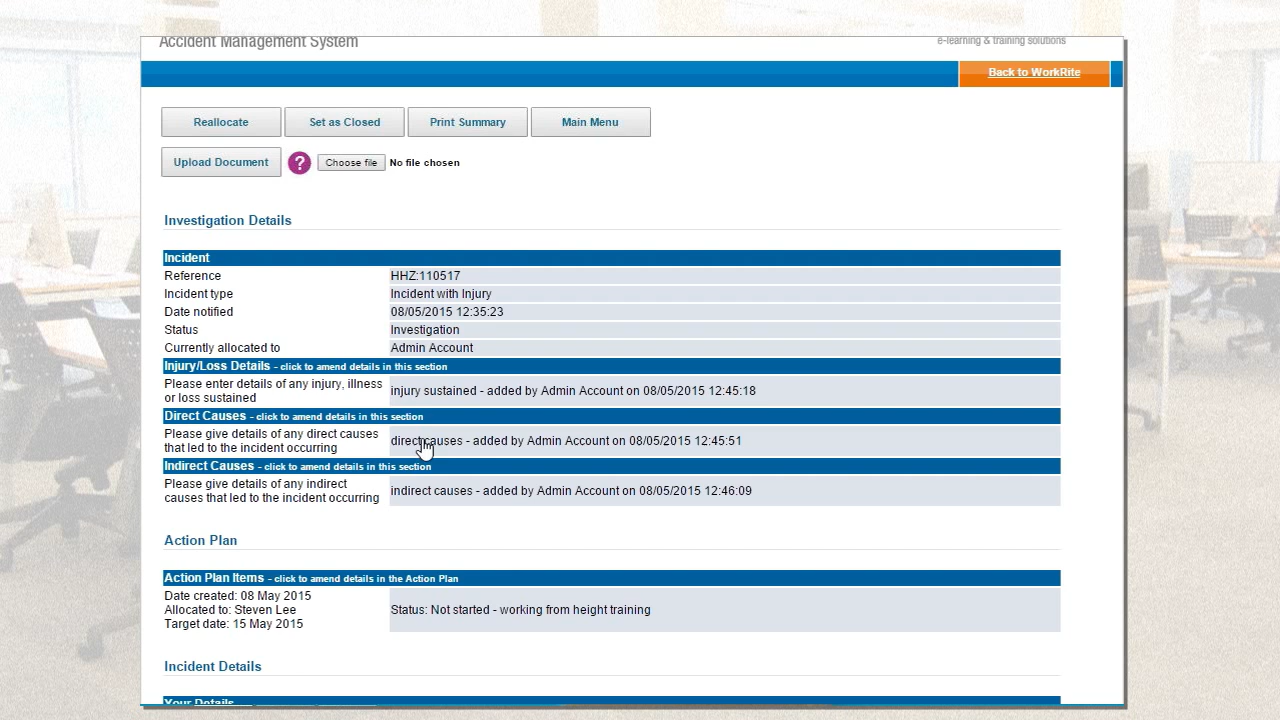 Accident Management System
e-learning & training solutions
Back to WorkRite
Reallocate
Set as Closed
Print Summary
Main Menu
Upload Document
?
Choose file
No file chosen
Investigation Details
Incident
Reference
HHZ:110517
Incident type
Incident with Injury
Date notified
08/05/2015 12:35:23
Status
Investigation
Currently allocated to
Admin Account
Injury/Loss Details - click to amend details in this section
Please enter details of any injury, illness
or loss sustained
injury sustained - added by Admin Account on 08/05/2015 12:45:18
Direct Causes - click to amend details in this section
Please give details of any direct causes
that led to the incident occurring
direct causes - added by Admin Account on 08/05/2015 12:45:51
Indirect Causes - click to amend details in this section
Please give details of any indirect
causes that led to the incident occurring
indirect causes - added by Admin Account on 08/05/2015 12:46:09
Action Plan
Action Plan Items - click to amend details in the Action Plan
Date created: 08 May 2015
Allocated to: Steven Lee
Target date: 15 May 2015
Status: Not started - working from height training
Incident Details
Your Details